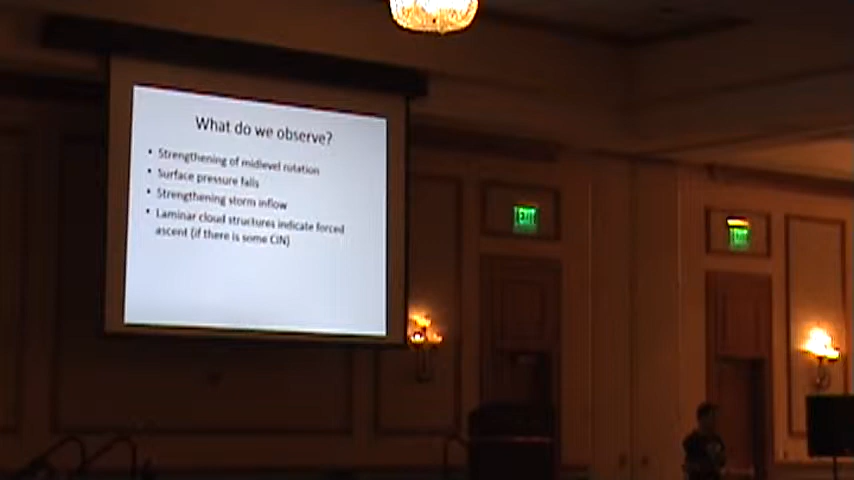 What do we observe?
• Strengthening of midlevel rotation
• Surface pressure falls
• Strengthening storm inflow
• Laminar cloud structures indicate forced
ascent (if there is some CIN)
EXIT
EXIT